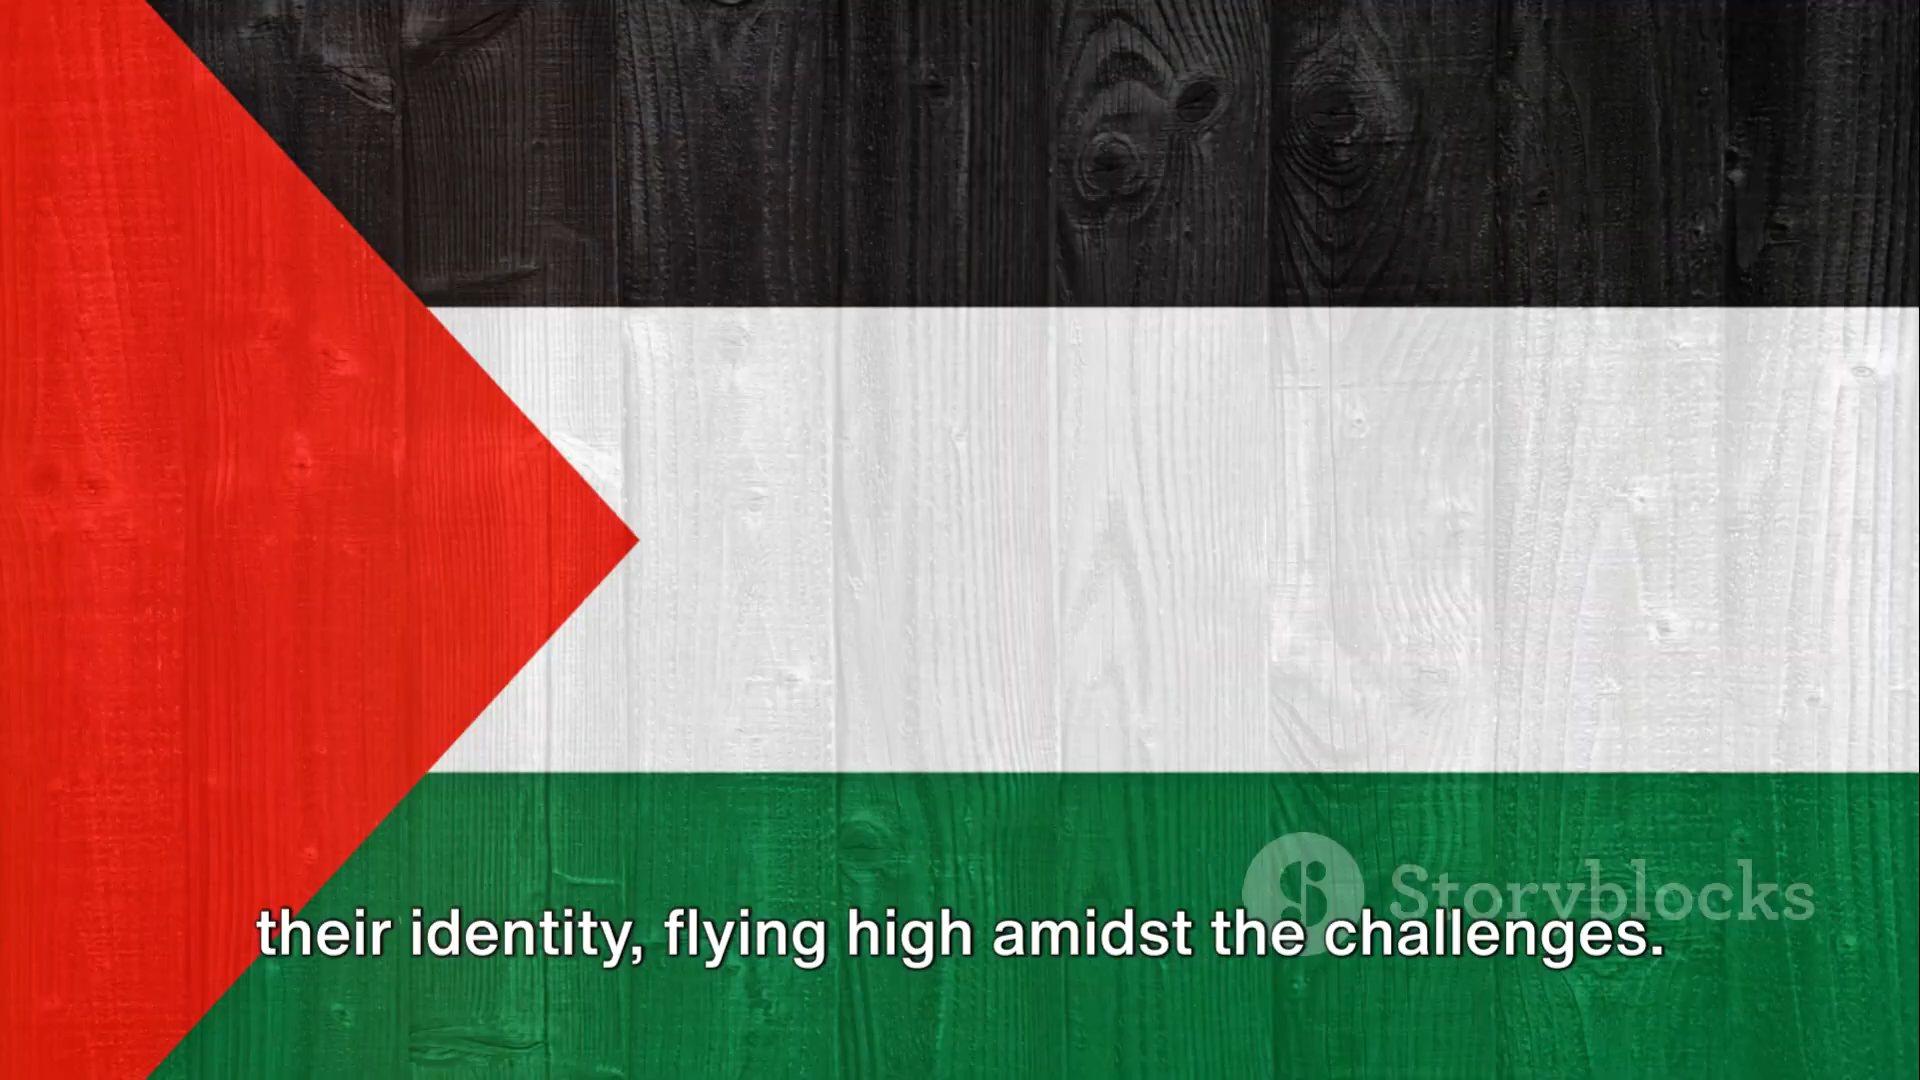 Storyblocks
their identity, flying high amidst the challenges.